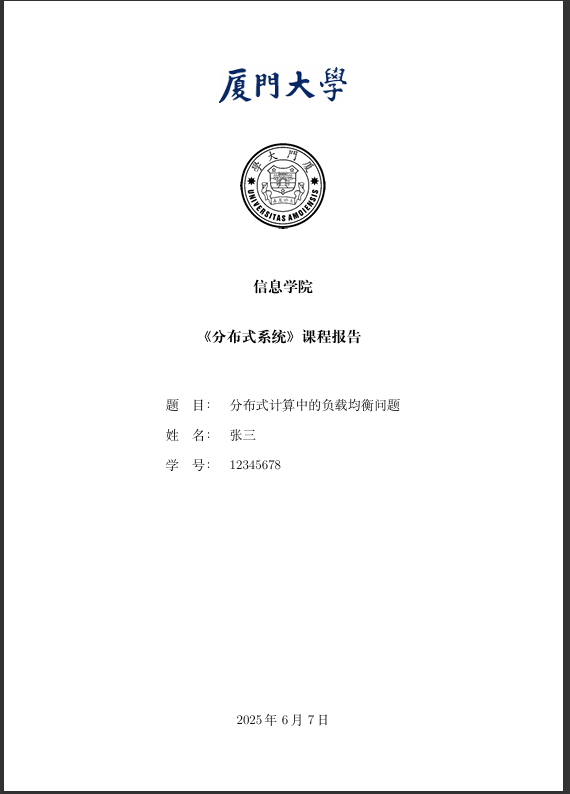 厦門大學
學大門厦
UNIVERSITAS AMOIENSIS
信息学院
《分布式系统》课程报告
题 目： 分布式计算中的负载均衡问题
姓 名： 张三
学 号： 12345678
2025 年 6 月 7 日